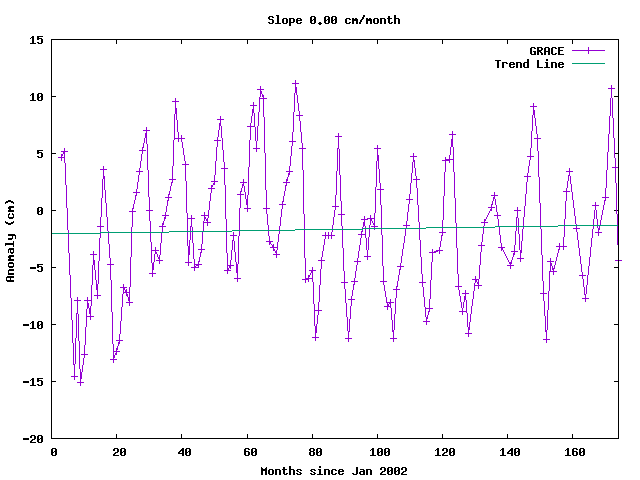 Slope 0.00 cm/month
15
GRACE
Trend Line
10
5
0
-5
-10
-15
-20
Anomaly (cm)
0 20 40 60 80 100 120 140 160
Months since Jan 2002